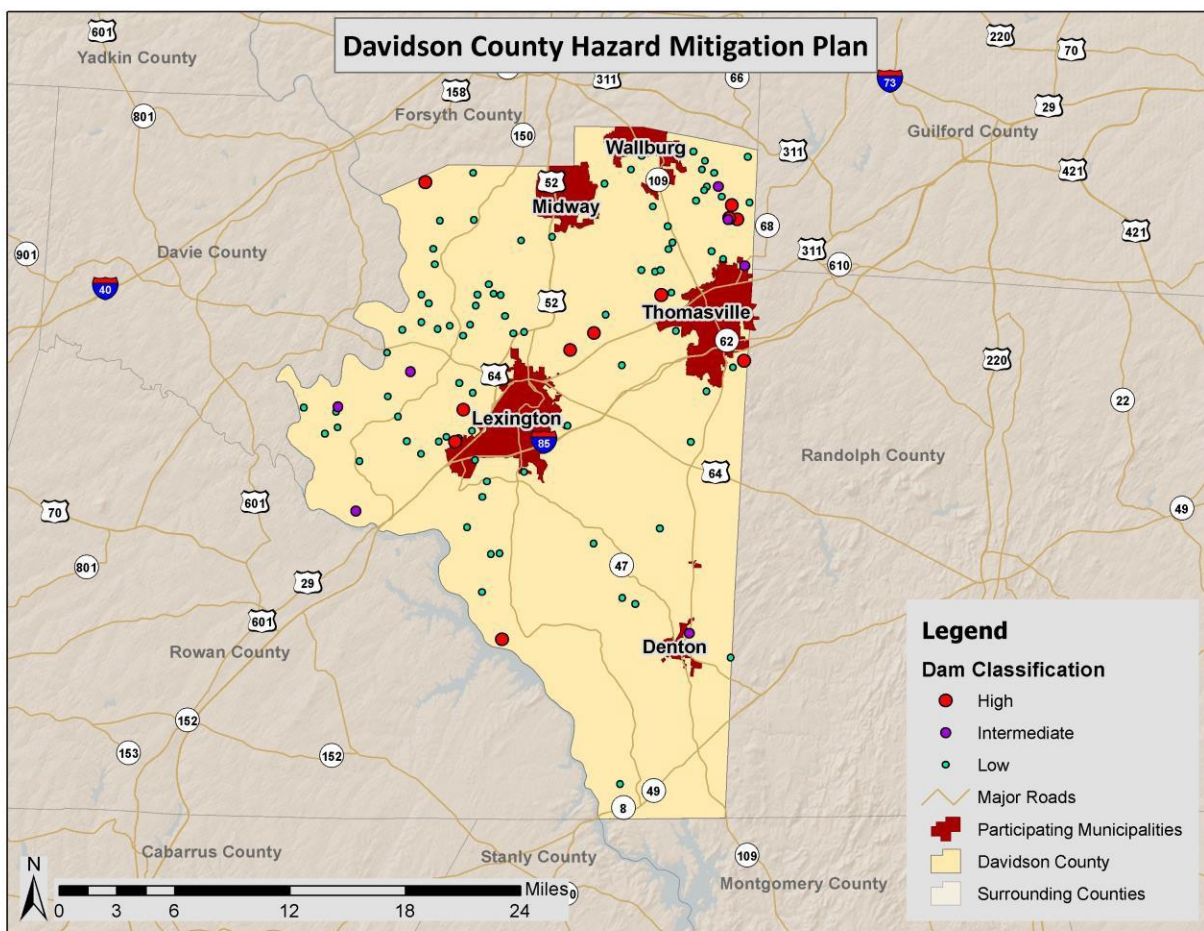 Davidson County Hazard Mitigation Plan
601
Yadkin County
158
311
66
73
220
70
29
801
Forsyth County
150
Guilford County
421
Wallburg
311
52
109
Midway
68
421
901
Davie County
311
610
40
52
Thomasville
62
220
64
22
Lexington
85
Randolph County
64
70
601
49
801
47
29
601
Rowan County
Denton
152
153
152
49
8
Cabarrus County
Stanly County
109
Montgomery County
Legend
Dam Classification
High
Intermediate
Low
Major Roads
Participating Municipalities
Davidson County
Surrounding Counties
N
Miles
0 3 6 12 18 24